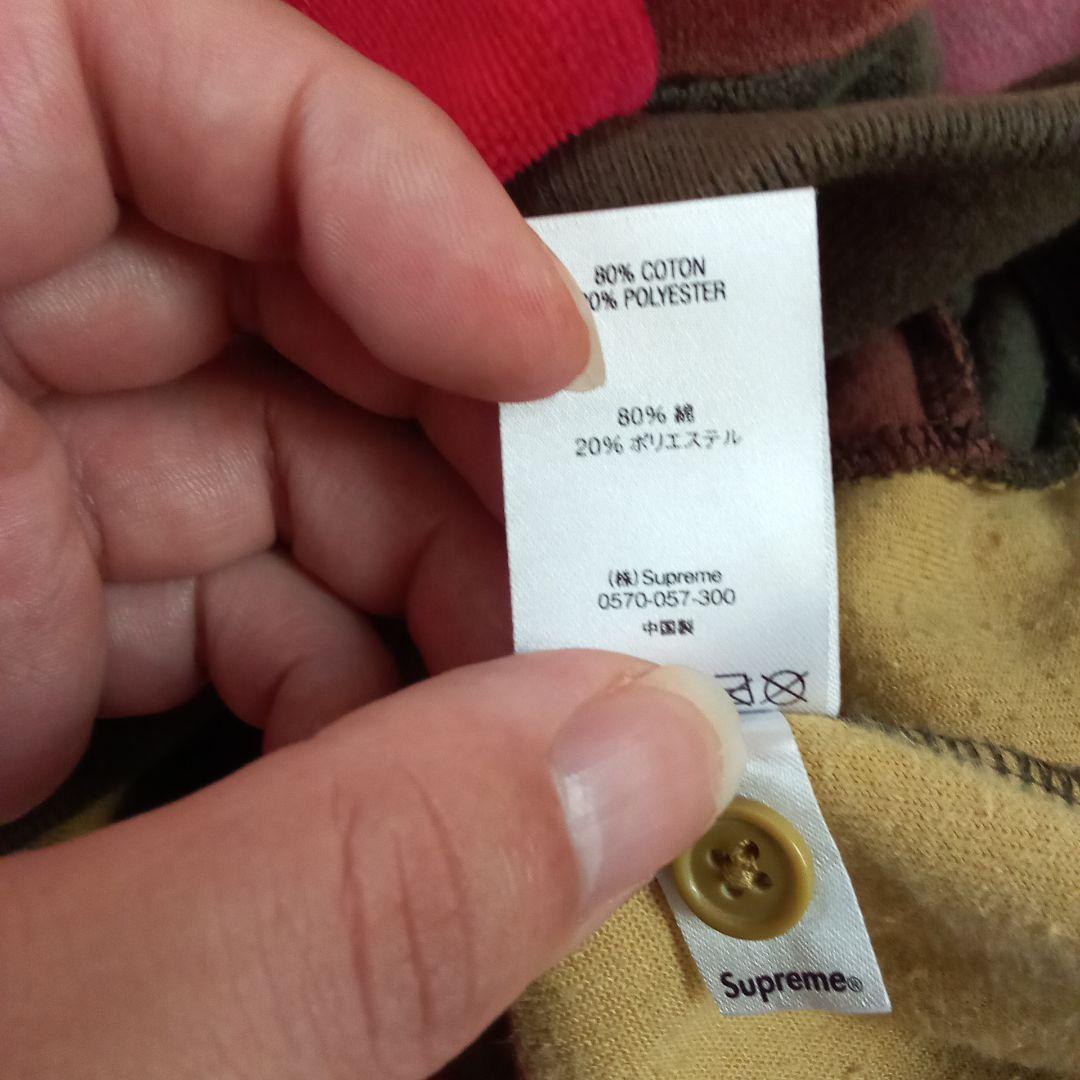 80% COTON
0% POLYESTER
80% 綿
20% ポリエステル
(株) Supreme
0570-057-300
中国製
Supreme®